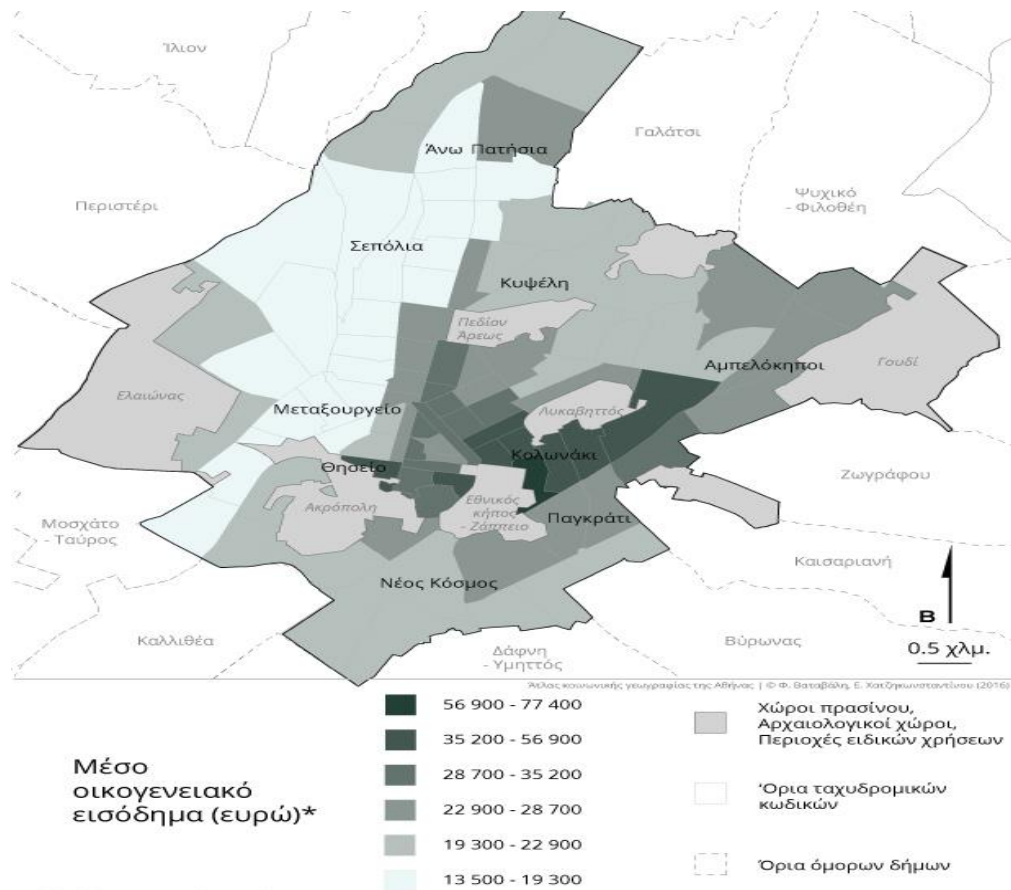 Ίλιον
Γαλάτσι
Άνω Πατήσια
Ψυχικό
- Φιλοθέη
Περιστέρι
Σεπόλια
Κυψέλη
Πεδίον
Άρεως
Αμπελόκηποι
Γουδί
Ελαιώνας
Λυκαβηττός
Μεταξουργείο
Κολωνάκι
Θησείο
Ζωγράφου
Ακρόπολη
Εθνικός
κήπος
- Ζάππειο
Παγκράτι
Μοσχάτο
- Ταύρος
Καισαριανή
Νέος Κόσμος
Β
Καλλιθέα
Δάφνη
- Υμηττός
Βύρωνας
0.5 χλμ.
Άτλας κοινωνικής γεωγραφίας της Αθήνας | © Φ. Βαταβάλη, Ε. Χατζηκωνσταντίνου (2016)
Μέσο
οικογενειακό
εισόδημα (ευρώ)*
56 900 - 77 400
35 200 - 56 900
28 700 - 35 200
22 900 - 28 700
19 300 - 22 900
13 500 - 19 300
Χώροι πρασίνου,
Αρχαιολογικοί χώροι,
Περιοχές ειδικών χρήσεων
'Ορια ταχυδρομικών
κωδικών
Όρια όμορων δήμων